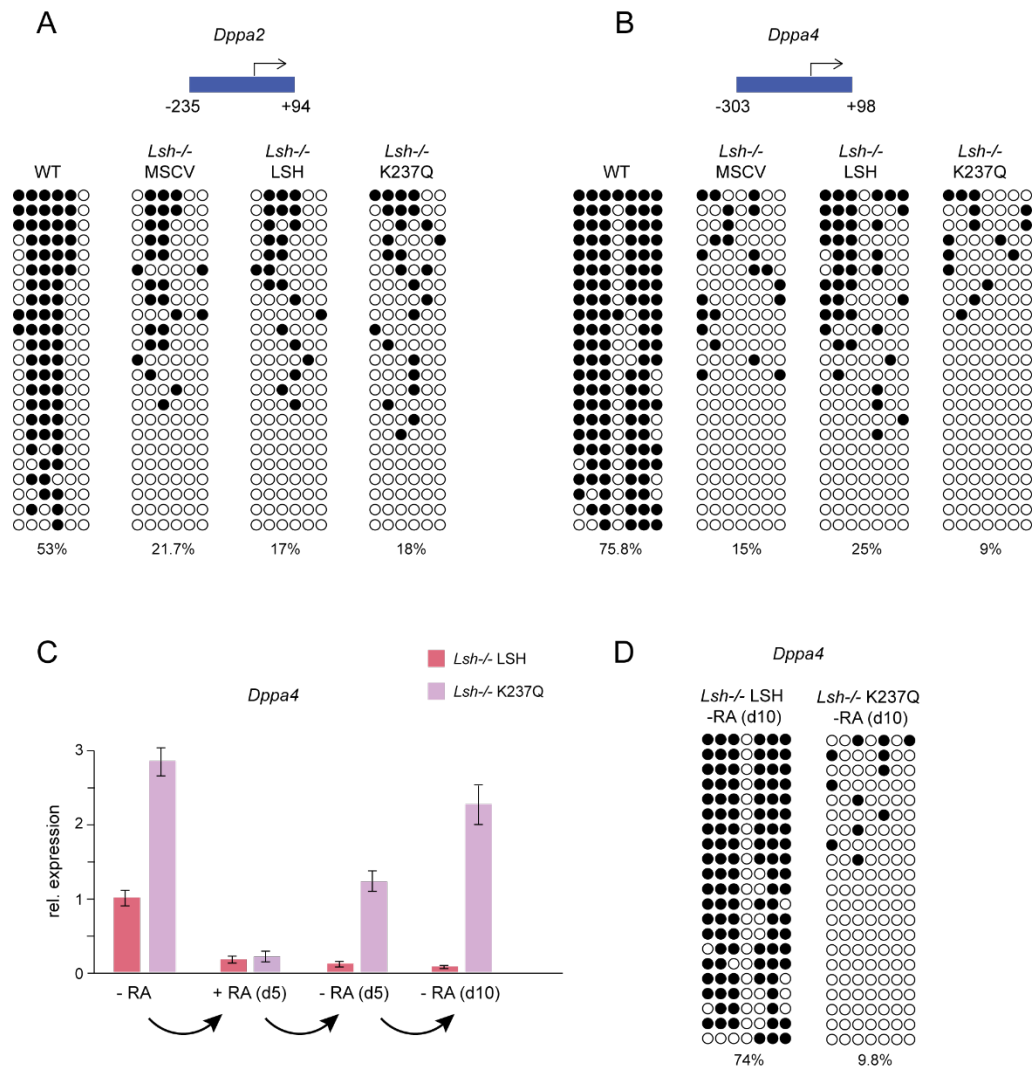 A
Dppa2
-235 +94
WT
Lsh-/-
MSCV
Lsh-/-
LSH
Lsh-/-
K237Q
53% 21.7% 17% 18%
B
Dppa4
-303 +98
WT
Lsh-/-
MSCV
Lsh-/-
LSH
Lsh-/-
K237Q
75.8% 15% 25% 9%
C
Lsh-/- LSH
Lsh-/- K237Q
Dppa4
rel. expression
3
2
1
0
- RA + RA (d5) - RA (d5) - RA (d10)
D
Dppa4
Lsh-/- LSH
-RA (d10)
Lsh-/- K237Q
-RA (d10)
74% 9.8%